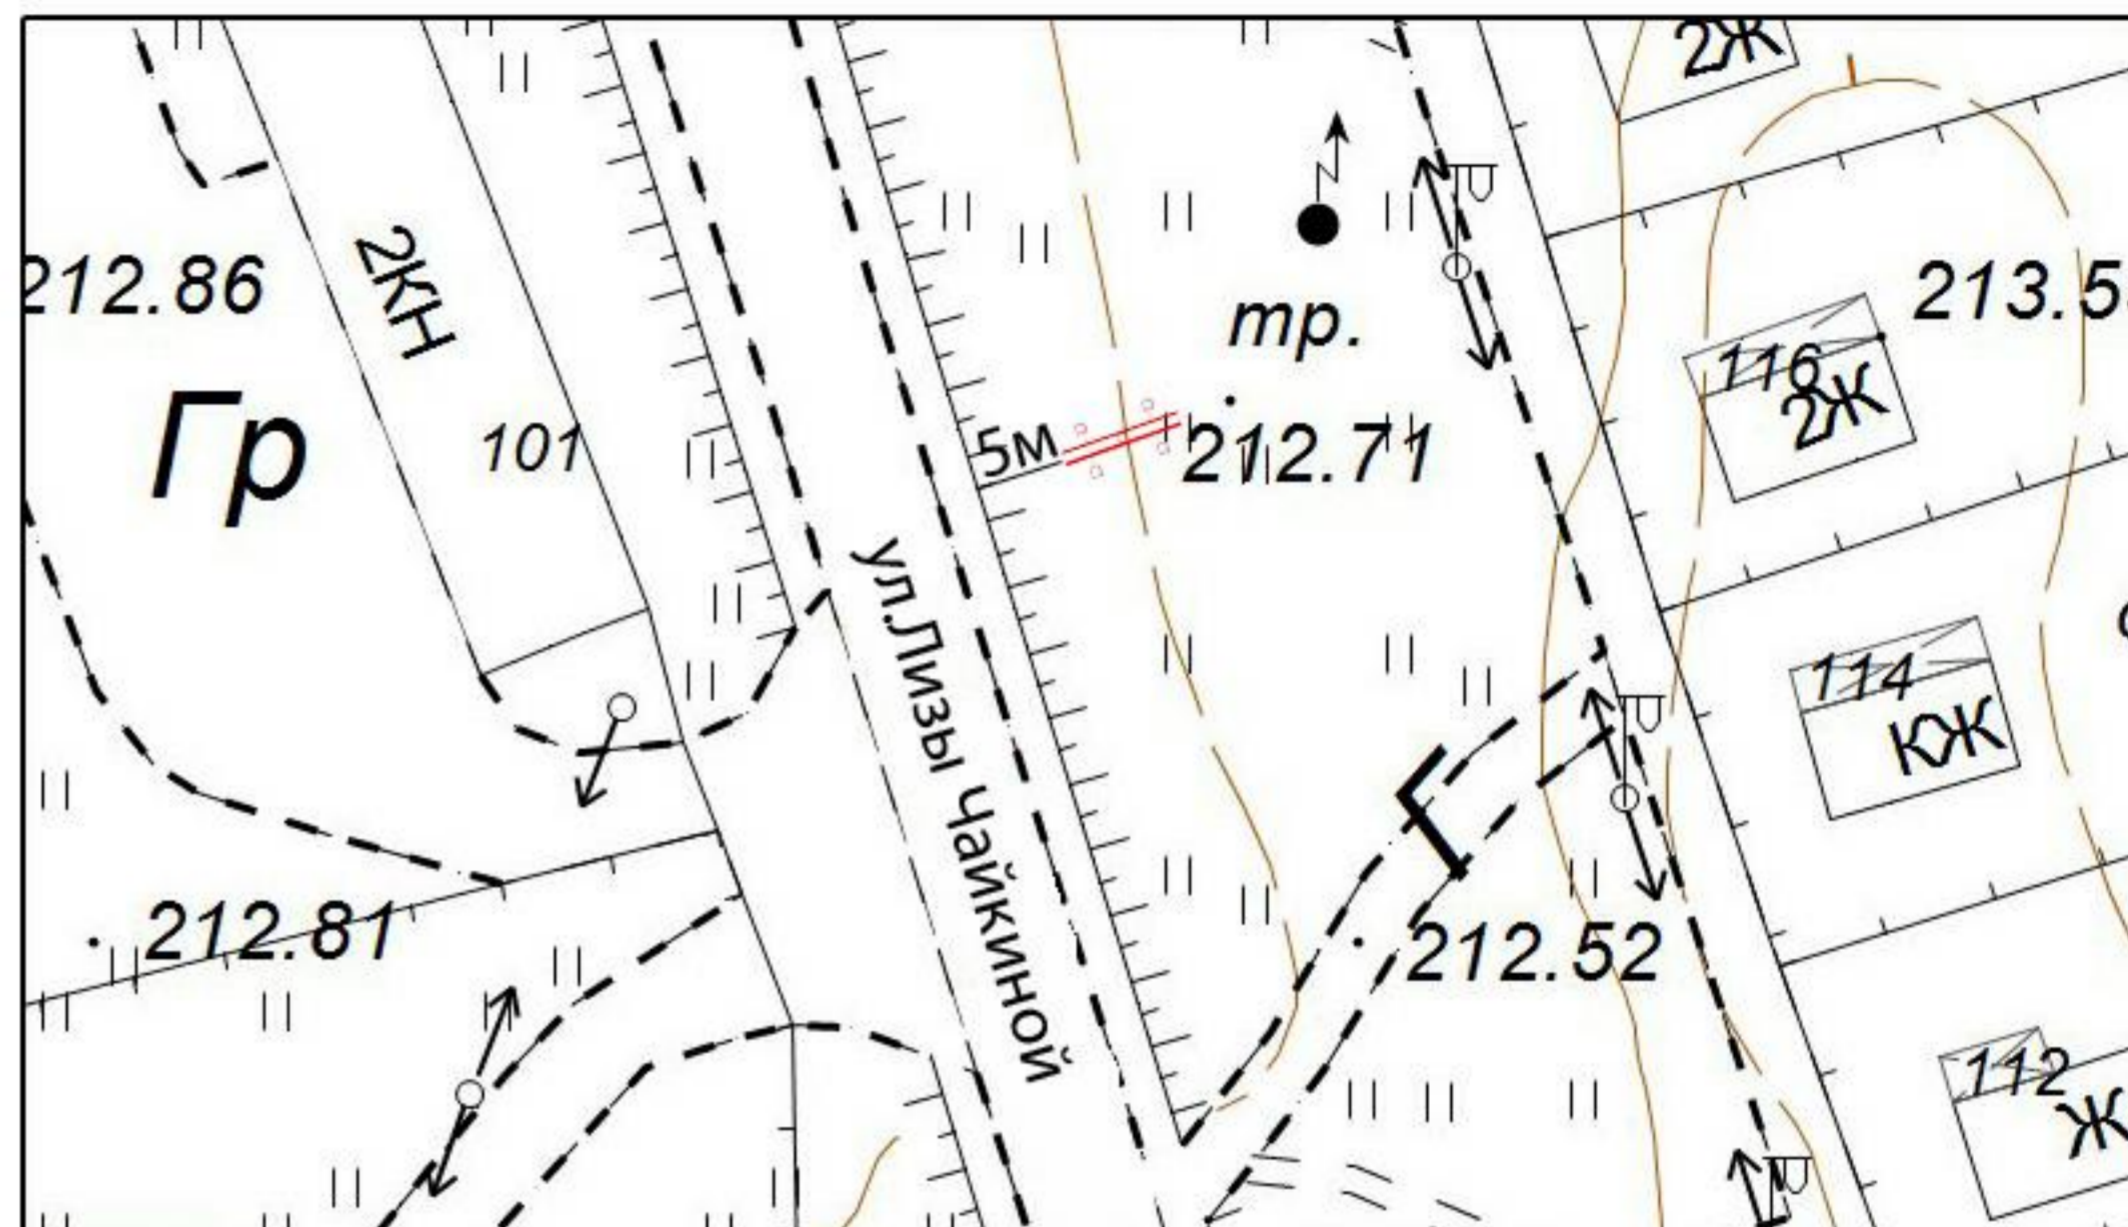 2Ж
212.86
2КН
213.5
тр.
116
2Ж
Гр
101
5м
212.71
ул.Лизы Чайкиной
114
КЖ
Г
212.81
212.52
112
Ж